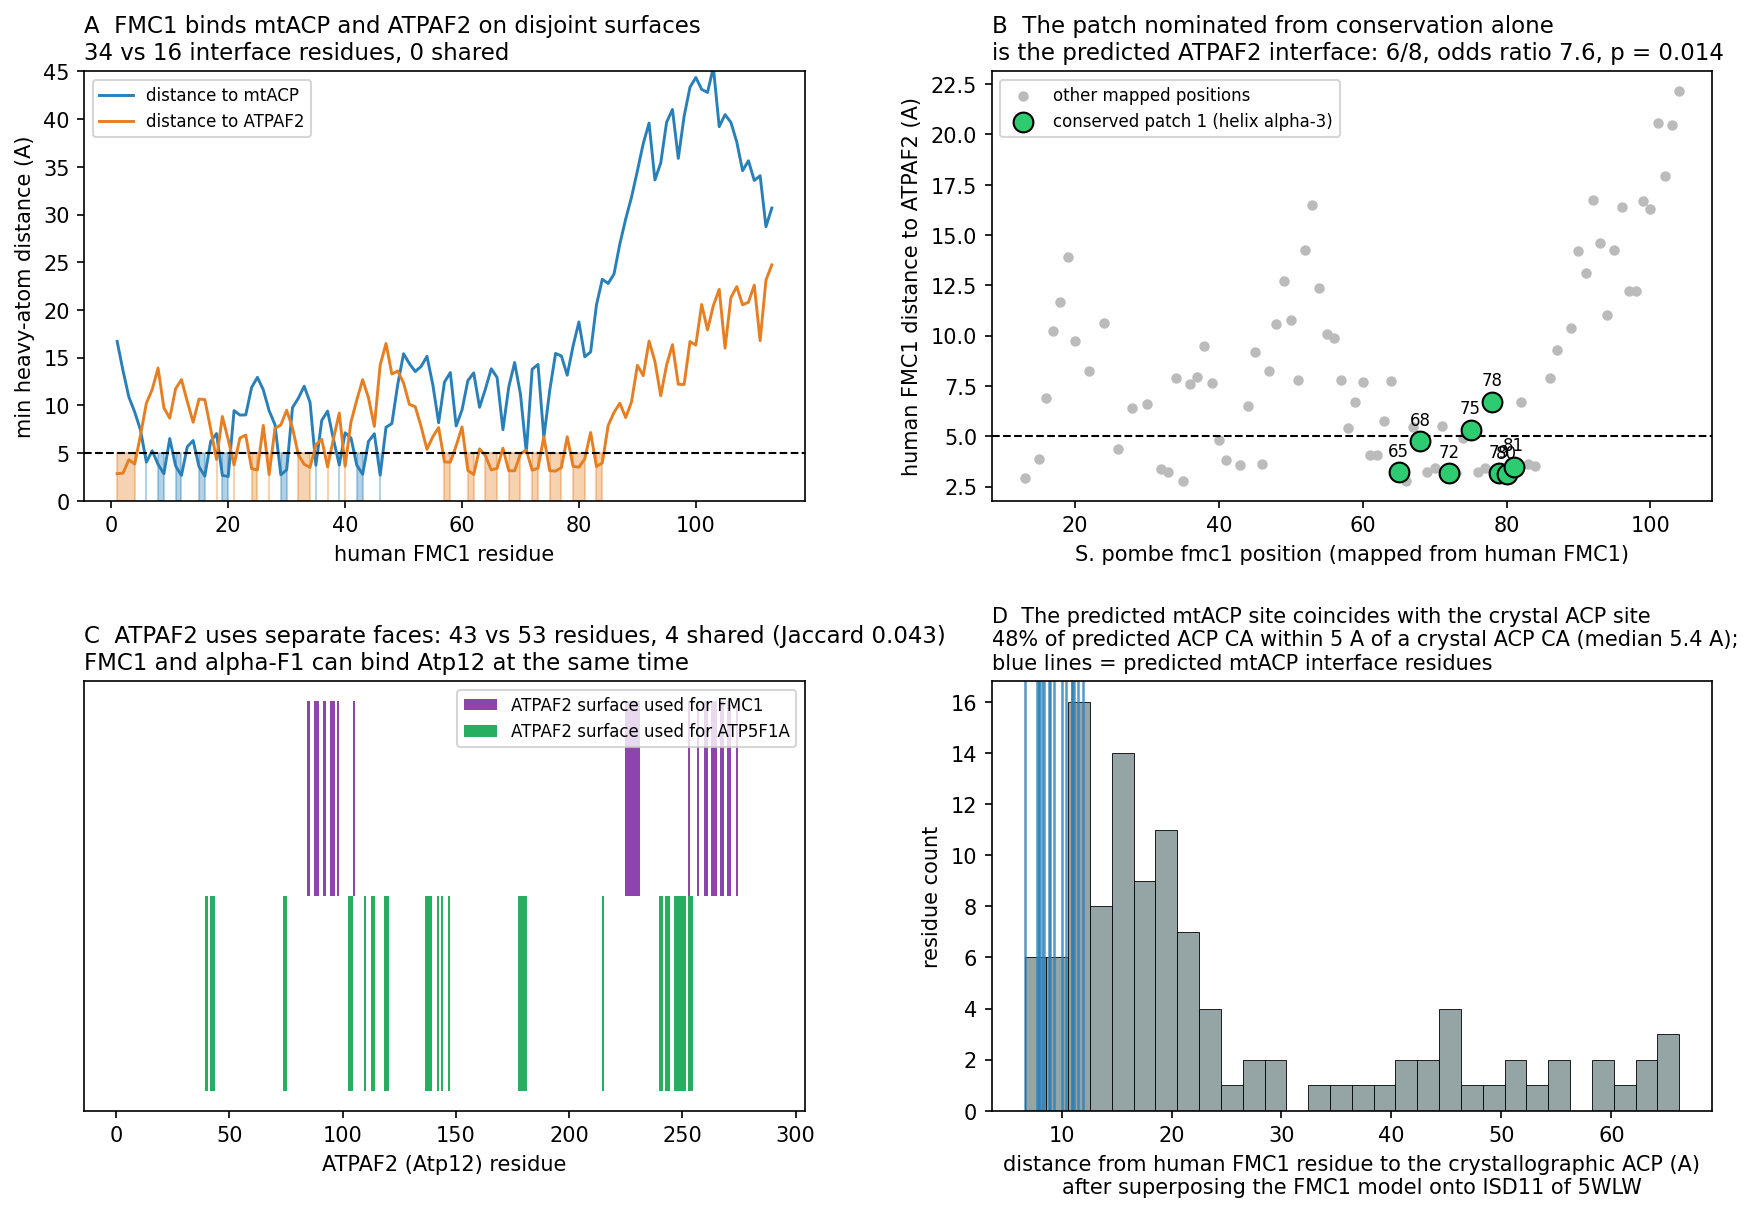 A  FMC1 binds mtACP and ATPAF2 on disjoint surfaces
34 vs 16 interface residues, 0 shared
45
40
35
30
25
20
15
10
5
0
min heavy-atom distance (A)
distance to mtACP
distance to ATPAF2
0
20
40
60
80
100
human FMC1 residue
B  The patch nominated from conservation alone
is the predicted ATPAF2 interface: 6/8, odds ratio 7.6, p = 0.014
22.5
20.0
17.5
15.0
12.5
10.0
7.5
5.0
2.5
human FMC1 distance to ATPAF2 (A)
other mapped positions
conserved patch 1 (helix alpha-3)
78
75
68
81
65
72
79
80
20
40
60
80
100
S. pombe fmc1 position (mapped from human FMC1)
C  ATPAF2 uses separate faces: 43 vs 53 residues, 4 shared (Jaccard 0.043)
FMC1 and alpha-F1 can bind Atp12 at the same time
ATPAF2 surface used for FMC1
ATPAF2 surface used for ATP5F1A
0
50
100
150
200
250
300
ATPAF2 (Atp12) residue
D  The predicted mtACP site coincides with the crystal ACP site
48% of predicted ACP CA within 5 A of a crystal ACP CA (median 5.4 A);
blue lines = predicted mtACP interface residues
16
14
12
10
8
6
4
2
0
residue count
10
20
30
40
50
60
distance from human FMC1 residue to the crystallographic ACP (A)
after superposing the FMC1 model onto ISD11 of 5WLW